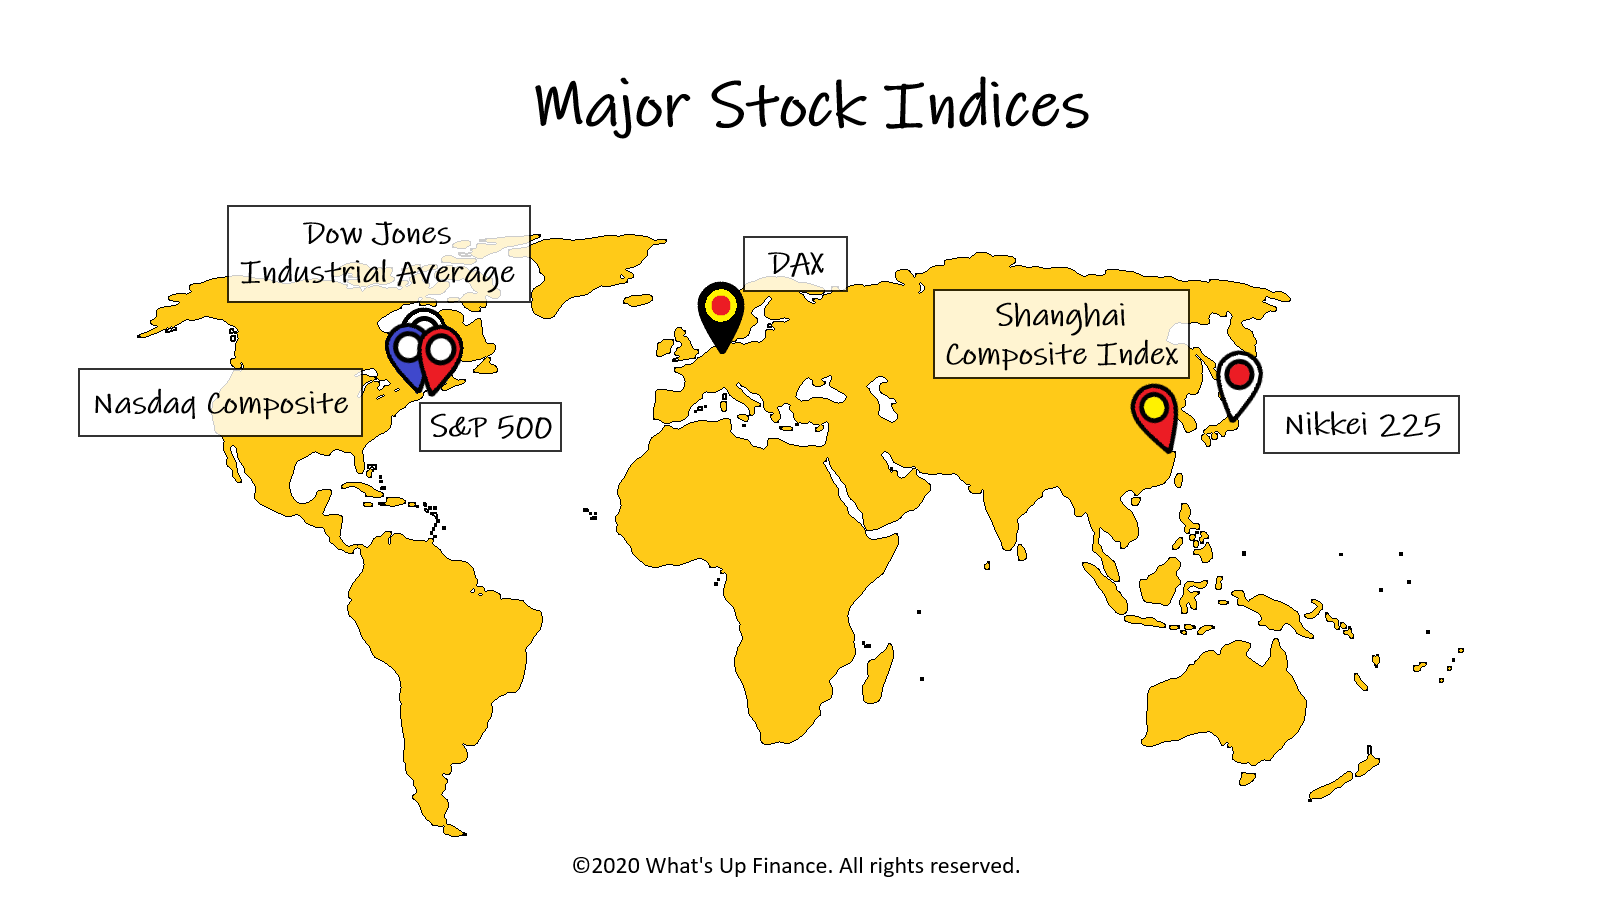 Major Stock Indices
Dow Jones
Industrial Average
DAX
Shanghai
Composite Index
Nasdaq Composite
S&P 500
Nikkei 225
©2020 What's Up Finance. All rights reserved.